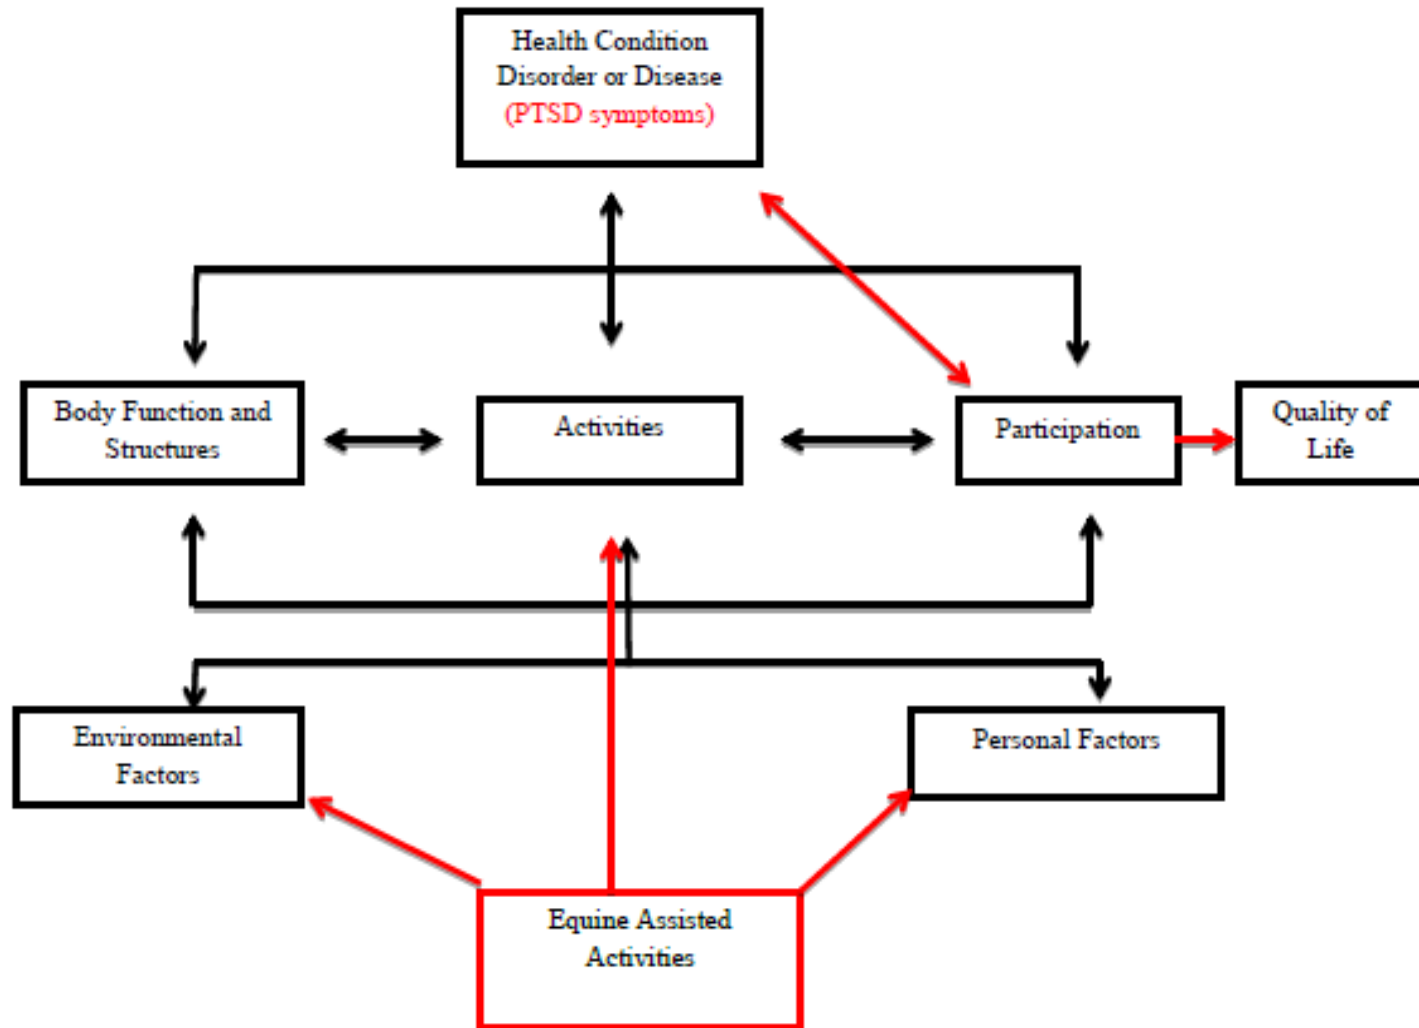 Health Condition
Disorder or Disease
(PTSD symptoms)
Body Function and
Structures
Activities
Participation
Quality of
Life
Environmental
Factors
Personal Factors
Equine Assisted
Activities